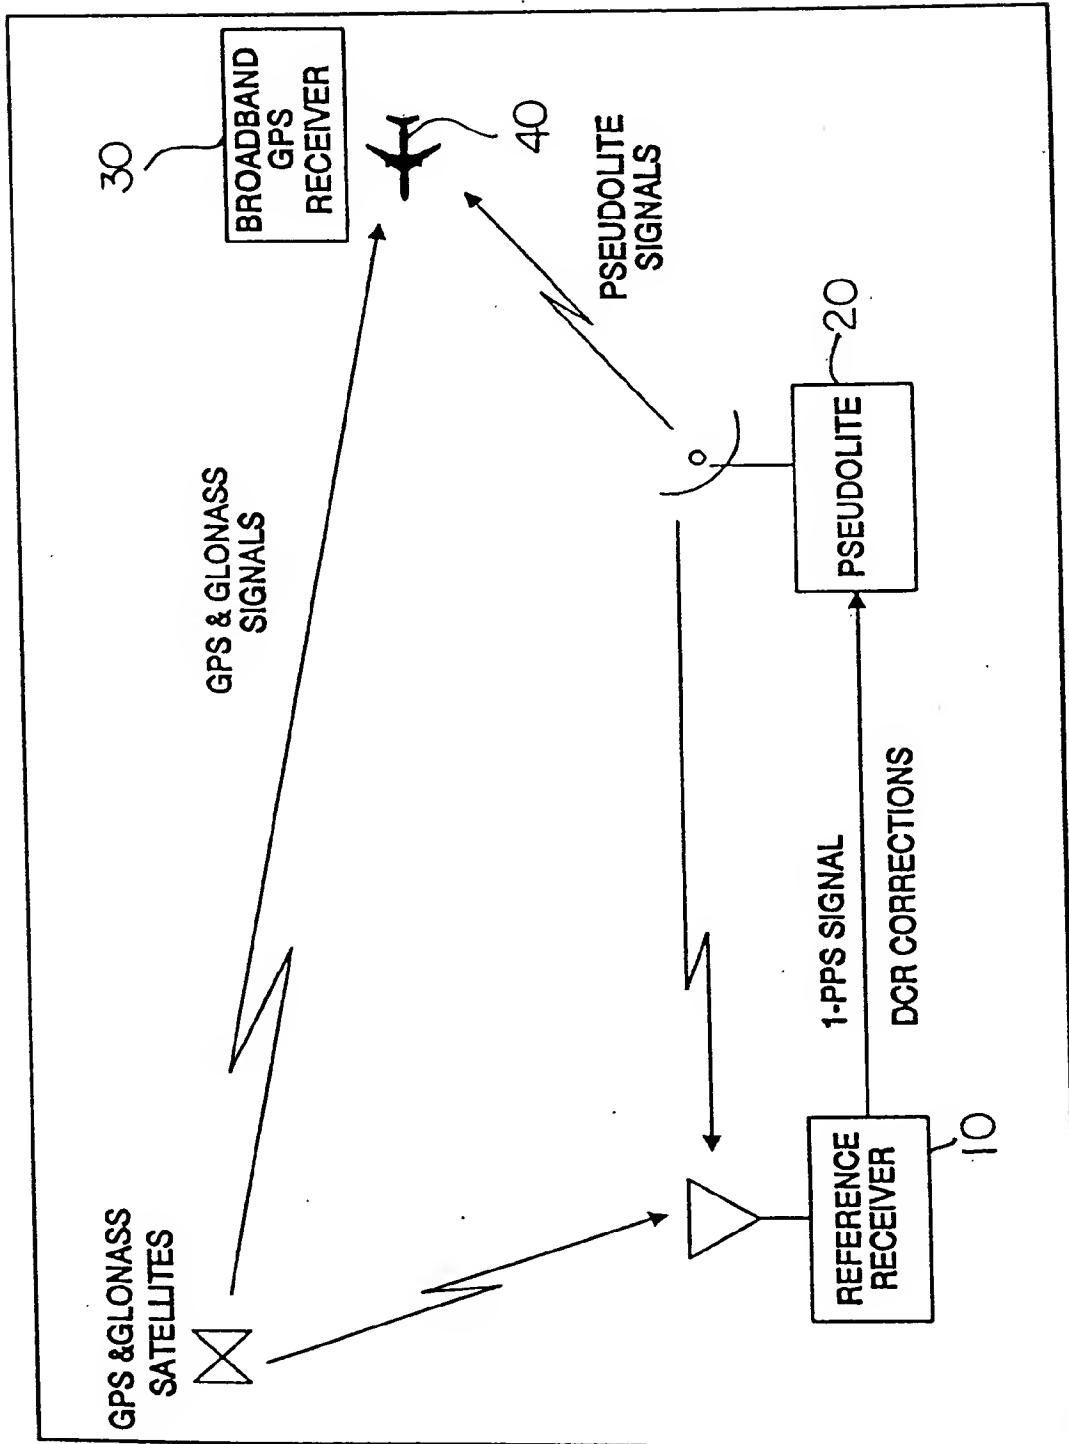 GPS &GLONASS
SATELLITES
GPS & GLONASS
SIGNALS
30
BROADBAND
GPS
RECEIVER
40
PSEUDOLITE
SIGNALS
1-PPS SIGNAL
DCR CORRECTIONS
REFERENCE
RECEIVER
10
PSEUDOLITE
20